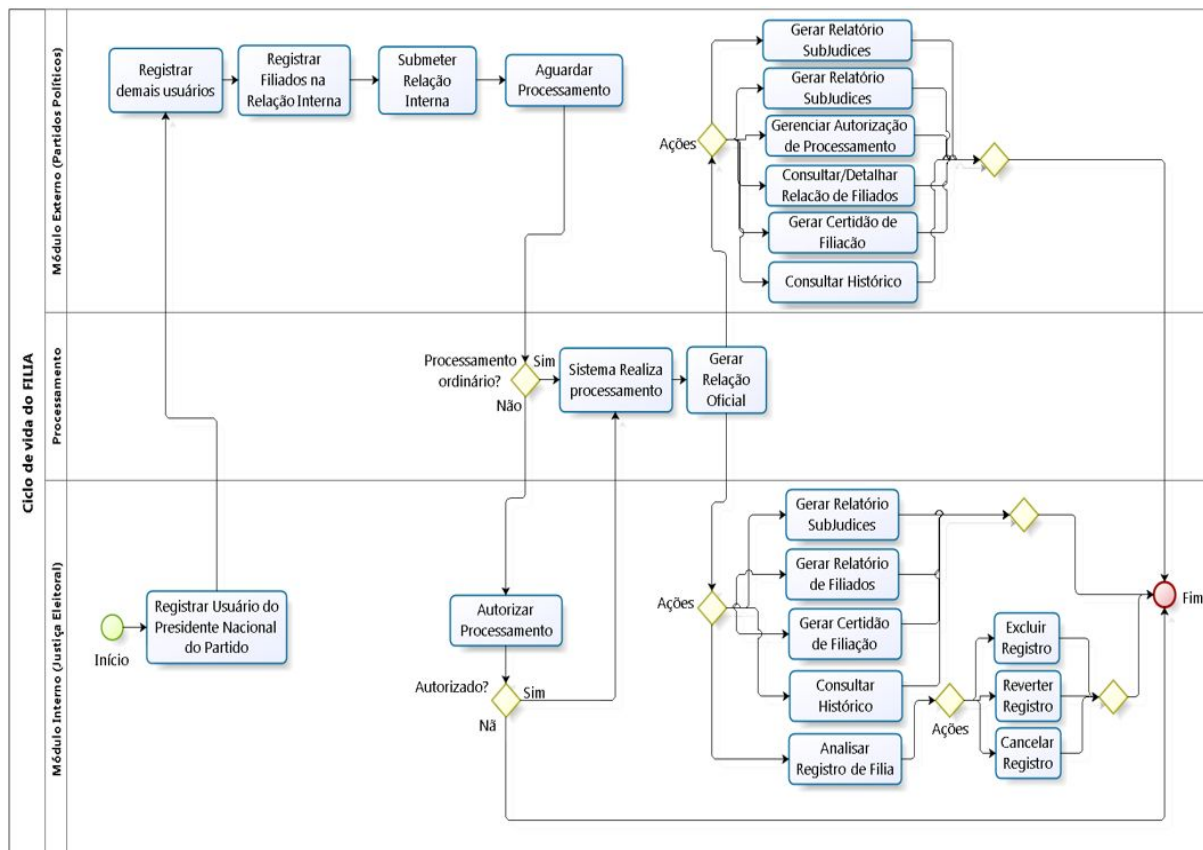 Ciclo de vida do FILIA
Módulo Externo (Partidos Políticos)
Registrar
demais usuários
Registrar
Filiados na
Relação Interna
Submeter
Relação
Interna
Aguardar
Processamento
Ações
Gerar Relatório
SubJudices
Gerar Relatório
SubJudices
Gerenciar Autorização
de Processamento
Consultar/Detalhar
Relacão de Filiados
Gerar Certidão de
Filiacão
Consultar Histórico
Processamento
Processamento
ordinário?
Sim
Não
Sistema Realiza
processamento
Gerar
Relação
Oficial
Módulo Interno (Justiça Eleitoral)
Início
Registrar Usuário do
Presidente Nacional
do Partido
Autorizar
Processamento
Autorizado?
Sim
Nã
Ações
Gerar Relatório
SubJudices
Gerar Relatório
de Filiados
Gerar Certidão
de Filiação
Consultar
Histórico
Analisar
Registro de Filia
Ações
Excluir
Registro
Reverter
Registro
Cancelar
Registro
Fim